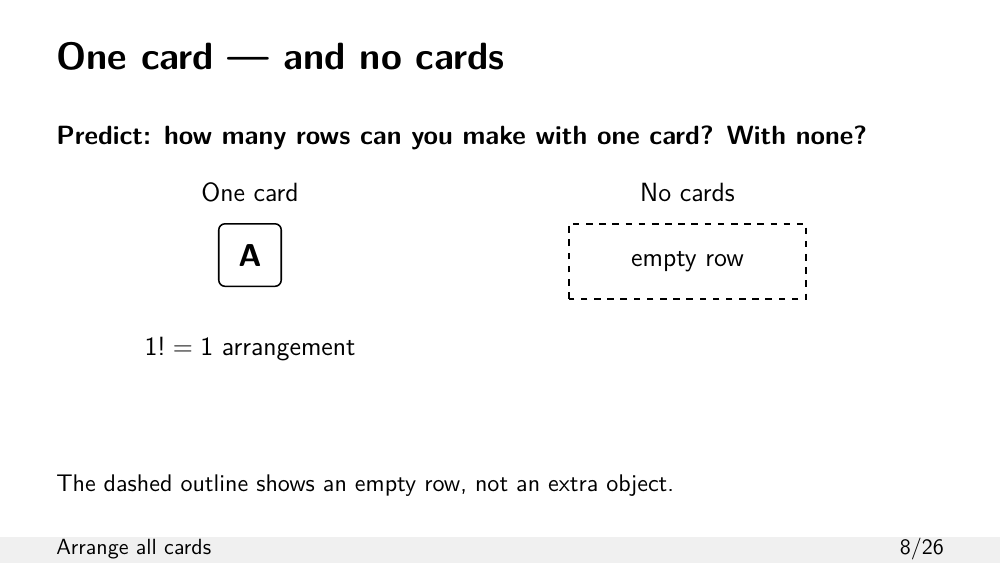 One card — and no cards
Predict: how many rows can you make with one card? With none?
One card
No cards
A
empty row
1! = 1 arrangement
The dashed outline shows an empty row, not an extra object.
Arrange all cards
8/26